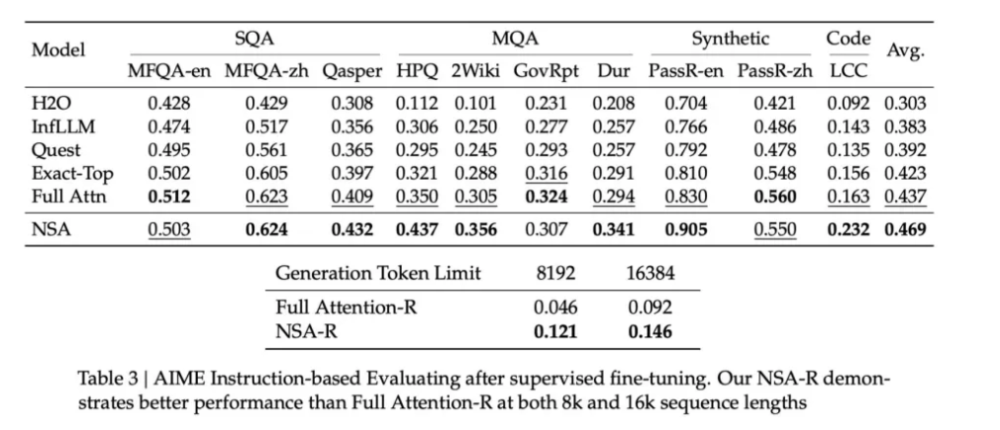 Model SQA MQA Synthetic Code Avg.
MFQA-en MFQA-zh Qasper HPQ 2Wiki GovRpt Dur PassR-en PassR-zh LCC
H2O 0.428 0.429 0.308 0.112 0.101 0.231 0.208 0.704 0.421 0.092 0.303
InfLLM 0.474 0.517 0.356 0.306 0.250 0.277 0.257 0.766 0.486 0.143 0.383
Quest 0.495 0.561 0.365 0.295 0.245 0.293 0.257 0.792 0.478 0.135 0.392
Exact-Top 0.502 0.605 0.397 0.321 0.288 0.316 0.291 0.810 0.548 0.156 0.423
Full Attn 0.512 0.623 0.409 0.350 0.305 0.324 0.294 0.830 0.560 0.163 0.437
NSA 0.503 0.624 0.432 0.437 0.356 0.307 0.341 0.905 0.550 0.232 0.469
Generation Token Limit 8192 16384
Full Attention-R 0.046 0.092
NSA-R 0.121 0.146
Table 3 | AIME Instruction-based Evaluating after supervised fine-tuning. Our NSA-R demon-
strates better performance than Full Attention-R at both 8k and 16k sequence lengths